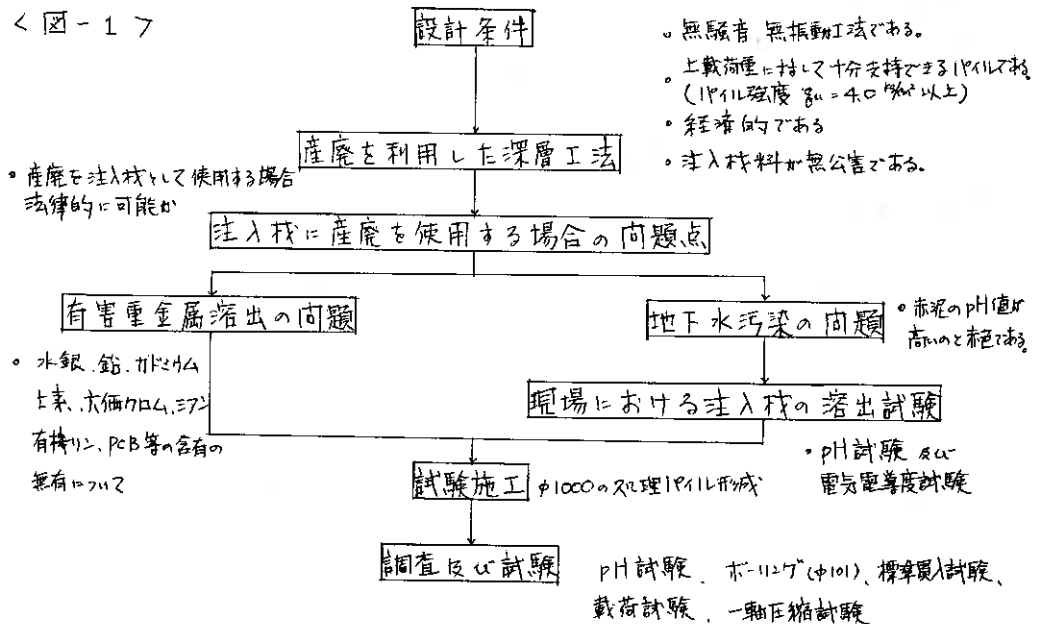 <図-1>
設計条件
。無騒音、無振動工法である。
。上載荷重に対して十分支持できるパイルである。
(パイル強度 qu = 4.0 kg/cm² 以上)
• 経済的である
• 注入材料が無公害である。
産廃を利用した深層工法
• 産廃を注入材として使用する場合
法律的に可能か
注入材に産廃を使用する場合の問題点
有害重金属溶出の問題
地下水汚染の問題
• 赤泥のpH値が
高いのと赤色である。
• 水銀、鉛、カドミウム
ヒ素、六価クロム、シアン
有機リン、PCB等の含有の
無有について
現場における注入材の溶出試験
• pH試験 及び
電気電導度試験
試験施工 φ1000の処理パイル形成
調査及び試験
pH試験、ボーリング(φ101)、標準貫入試験、
載荷試験、一軸圧縮試験